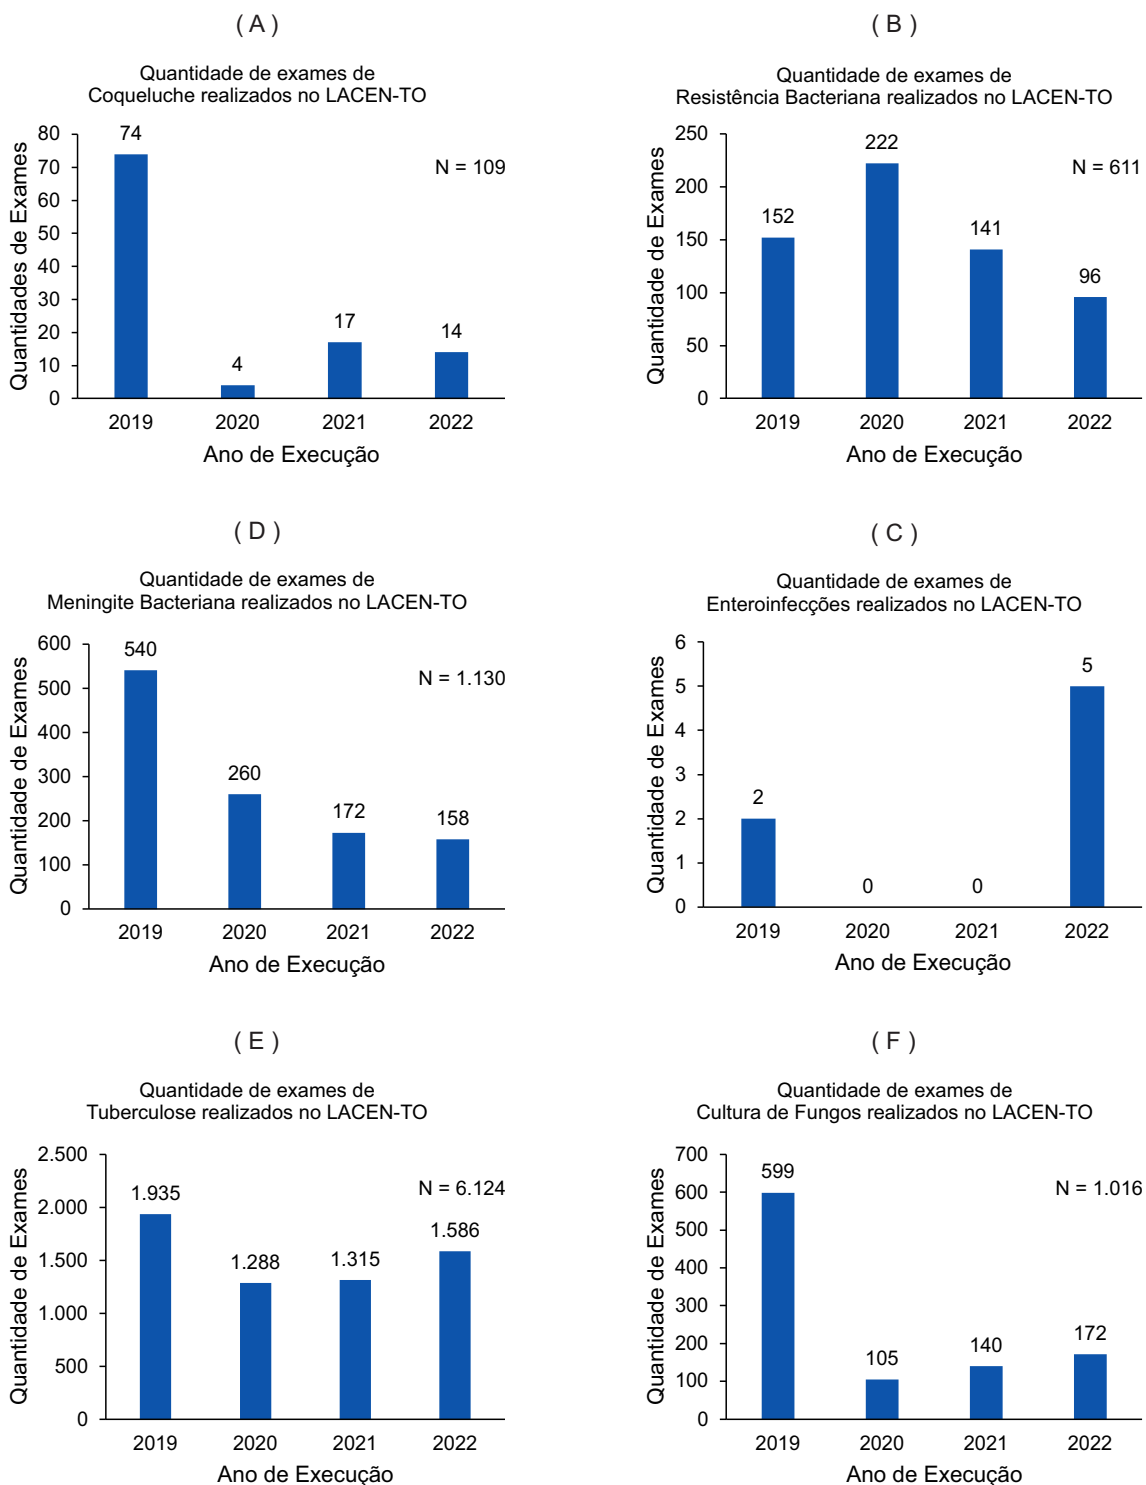 ( A )
Quantidade de exames de
Coqueluche realizados no LACEN-TO
Quantidades de Exames
80
70
60
50
40
30
20
10
0
74
4
17
14
N = 109
2019 2020 2021 2022
Ano de Execução
( B )
Quantidade de exames de
Resistência Bacteriana realizados no LACEN-TO
Quantidade de Exames
250
200
150
100
50
0
152
222
141
96
N = 611
2019 2020 2021 2022
Ano de Execução
( D )
Quantidade de exames de
Meningite Bacteriana realizados no LACEN-TO
Quantidade de Exames
600
500
400
300
200
100
0
540
260
172
158
N = 1.130
2019 2020 2021 2022
Ano de Execução
( C )
Quantidade de exames de
Enteroinfecções realizados no LACEN-TO
Quantidade de Exames
6
5
4
3
2
1
0
2
0
0
5
2019 2020 2021 2022
Ano de Execução
( E )
Quantidade de exames de
Tuberculose realizados no LACEN-TO
Quantidade de Exames
2.500
2.000
1.500
1.000
500
0
1.935
1.288
1.315
1.586
N = 6.124
2019 2020 2021 2022
Ano de Execução
( F )
Quantidade de exames de
Cultura de Fungos realizados no LACEN-TO
Quantidade de Exames
700
600
500
400
300
200
100
0
599
105
140
172
N = 1.016
2019 2020 2021 2022
Ano de Execução